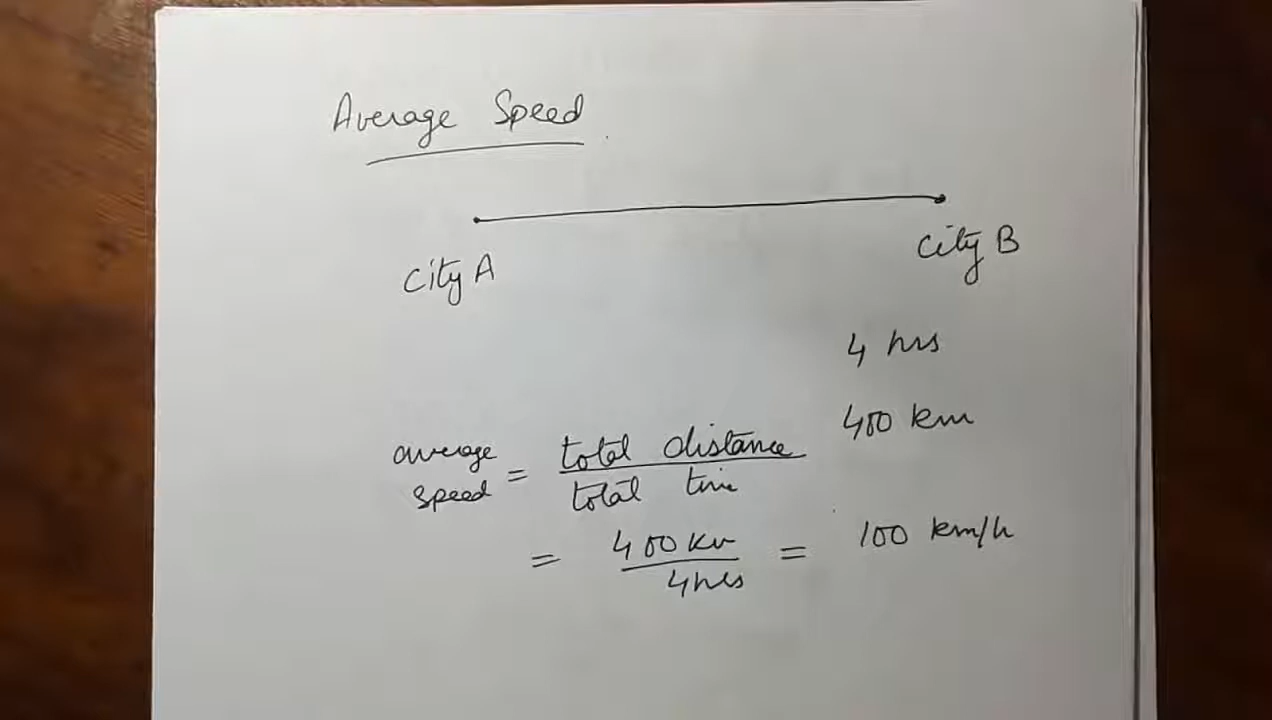 Average Speed
City A
City B
4 hrs
400 km
average speed = total distance / total time
= 400 km / 4 hrs = 100 km/h